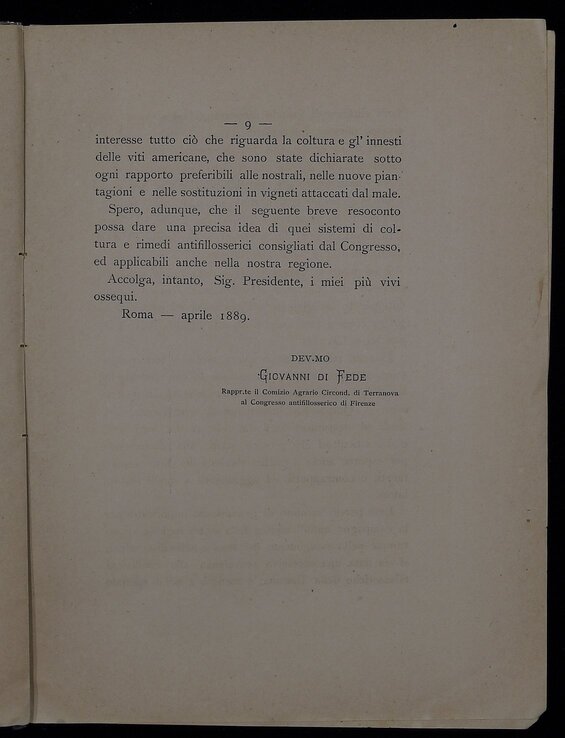 — 9 —
interesse tutto ciò che riguarda la coltura e gl' innesti
delle viti americane, che sono state dichiarate sotto
ogni rapporto preferibili alle nostrali, nelle nuove pian-
tagioni e nelle sostituzioni in vigneti attaccati dal male.
Spero, adunque, che il seguente breve resoconto
possa dare una precisa idea di quei sistemi di col-
tura e rimedi antifillosserici consigliati dal Congresso,
ed applicabili anche nella nostra regione.
Accolga, intanto, Sig. Presidente, i miei più vivi
ossequi.
Roma — aprile 1889.
DEV.MO
GIOVANNI DI FEDE
Rappr.te il Comizio Agrario Circond. di Terranova
al Congresso antifillosserico di Firenze